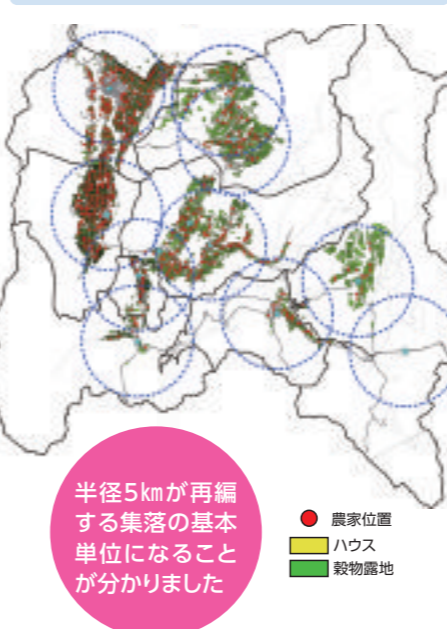 半径5㎞が再編
する集落の基本
単位になること
が分かりました
農家位置
ハウス
穀物露地